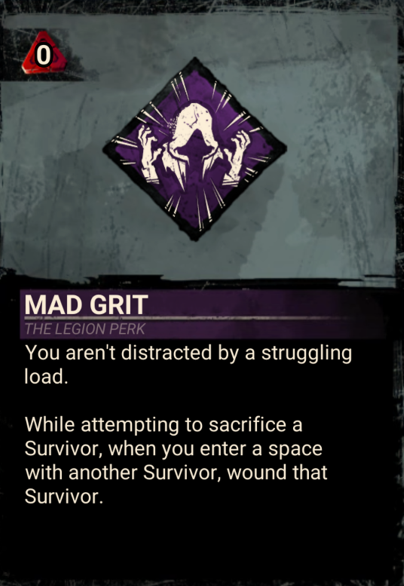 0
MAD GRIT
THE LEGION PERK
You aren't distracted by a struggling
load.
While attempting to sacrifice a
Survivor, when you enter a space
with another Survivor, wound that
Survivor.